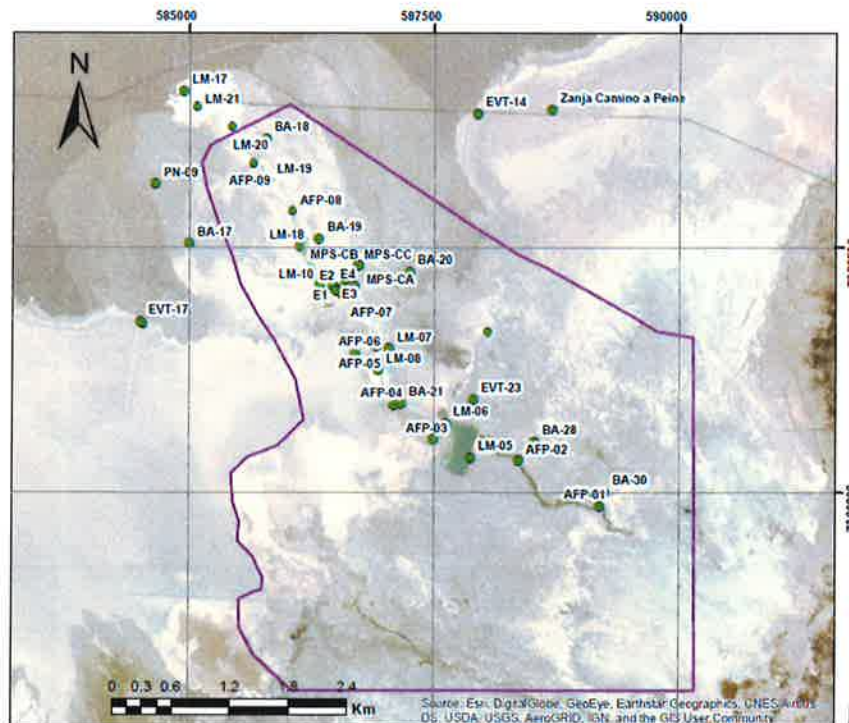 585000 587500 590000
N
LM-17
LM-21
EVT-14
Zanja Camino a Peine
BA-18
LM-20
LM-19
AFP-09
PN-09
AFP-08
BA-17
BA-19
LM-18
MPS-CB
MPS-CC
BA-20
LM-10
E2
E4
MPS-CA
E1
E3
EVT-17
AFP-07
AFP-06
LM-07
AFP-05
LM-08
AFP-04
BA-21
EVT-23
LM-06
AFP-03
BA-28
LM-05
AFP-02
BA-30
AFP-01
0 0.3 0.6 1.2 1.8 2.4
Km
Source: Esri, DigitalGlobe, GeoEye, Earthstar Geographics, CNES/Airbus
DS, USDA, USGS, AeroGRID, IGN, and the GIS User Community